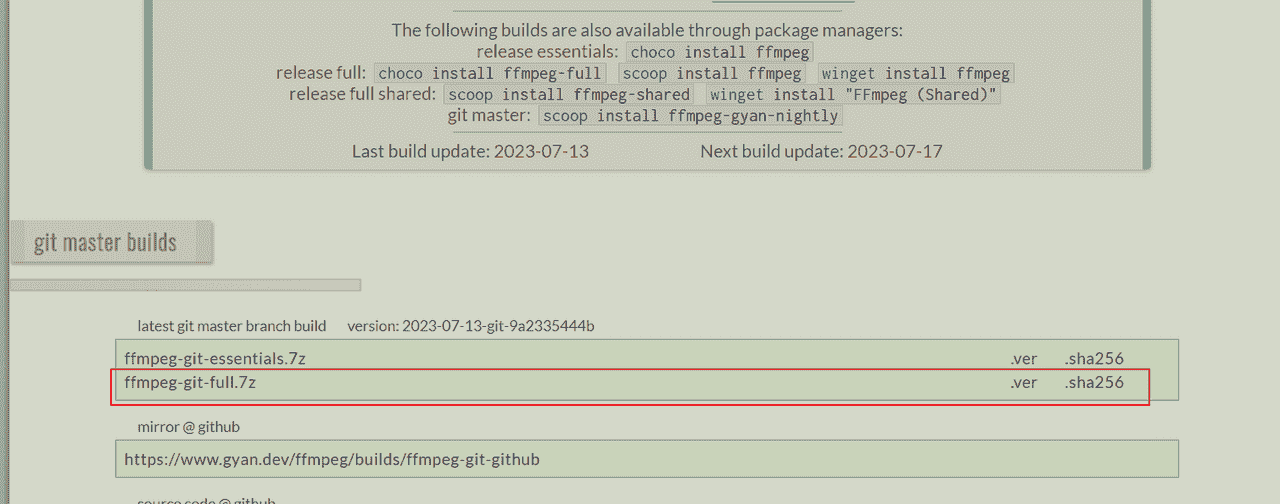 The following builds are also available through package managers:
release essentials: choco install ffmpeg
release full: choco install ffmpeg-full scoop install ffmpeg winget install ffmpeg
release full shared: scoop install ffmpeg-shared winget install "FFmpeg (Shared)"
git master: scoop install ffmpeg-gyan-nightly
Last build update: 2023-07-13 Next build update: 2023-07-17
git master builds
latest git master branch build version: 2023-07-13-git-9a2335444b
ffmpeg-git-essentials.7z .ver .sha256
ffmpeg-git-full.7z .ver .sha256
mirror @ github
https://www.gyan.dev/ffmpeg/builds/ffmpeg-git-github
source code @ github